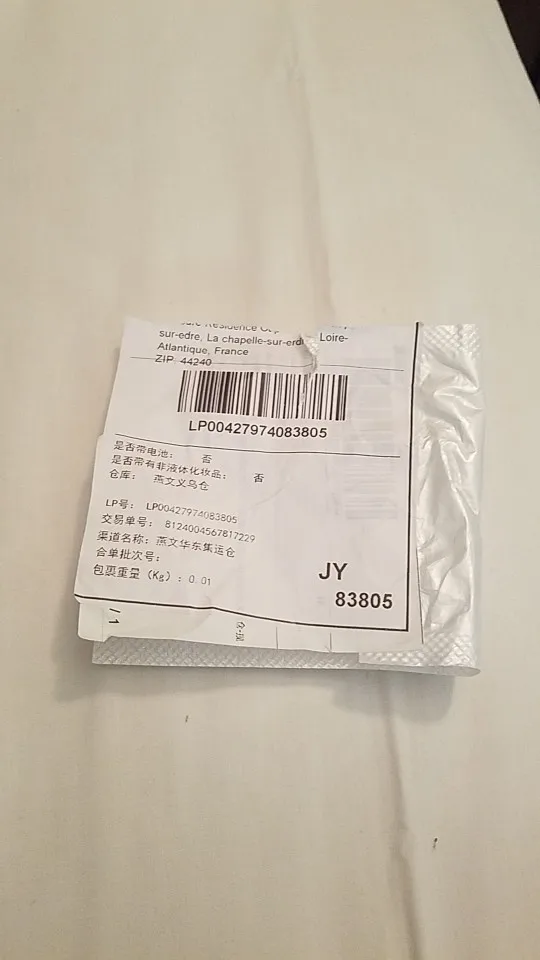 Residence
sur-edre, La chapelle-sur-erd Loire-
Atlantique, France
ZIP 44240
LP00427974083805
是否带电池： 否
是否带有非液体化妆品： 否
仓库： 燕文义乌仓
LP号： LP00427974083805
交易单号： 8124004567817229
渠道名称：燕文华东集运仓
合单批次号：
包裹重量（Kg）：0.01
JY
83805
/ 1